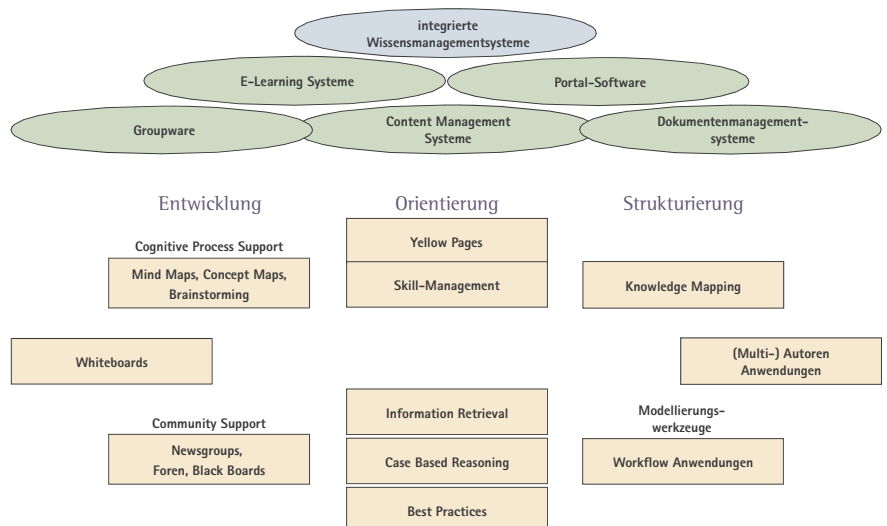 integrierte
Wissensmanagementsysteme
E-Learning Systeme
Portal-Software
Groupware
Content Management
Systeme
Dokumentenmanagement-
systeme
Entwicklung
Orientierung
Strukturierung
Cognitive Process Support
Mind Maps, Concept Maps,
Brainstorming
Yellow Pages
Skill-Management
Knowledge Mapping
Whiteboards
(Multi-) Autoren
Anwendungen
Community Support
Newsgroups,
Foren, Black Boards
Information Retrieval
Case Based Reasoning
Best Practices
Modellierungs-
werkzeuge
Workflow Anwendungen